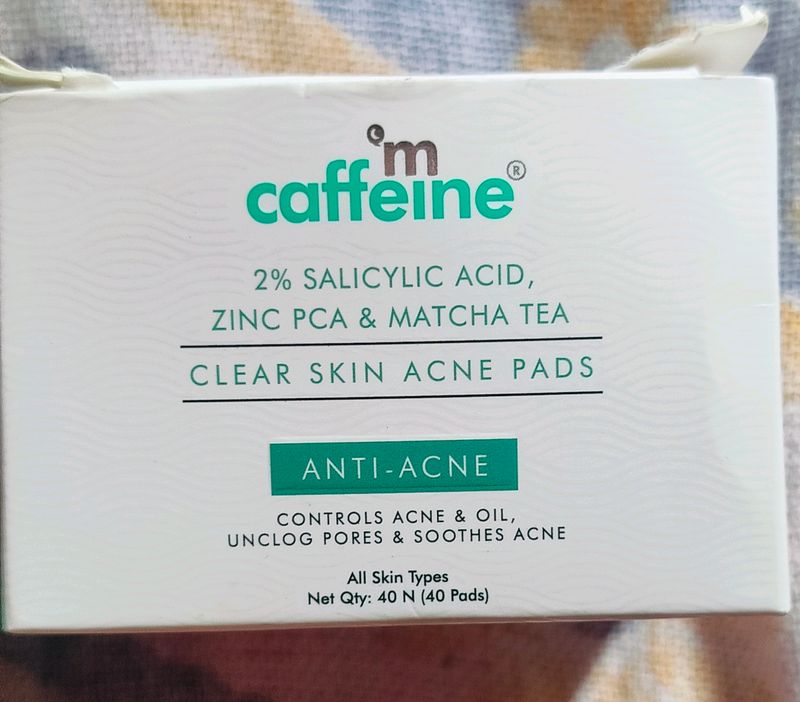 'm
caffeine®
2% SALICYLIC ACID,
ZINC PCA & MATCHA TEA
CLEAR SKIN ACNE PADS
ANTI-ACNE
CONTROLS ACNE & OIL,
UNCLOG PORES & SOOTHES ACNE
All Skin Types
Net Qty: 40 N (40 Pads)